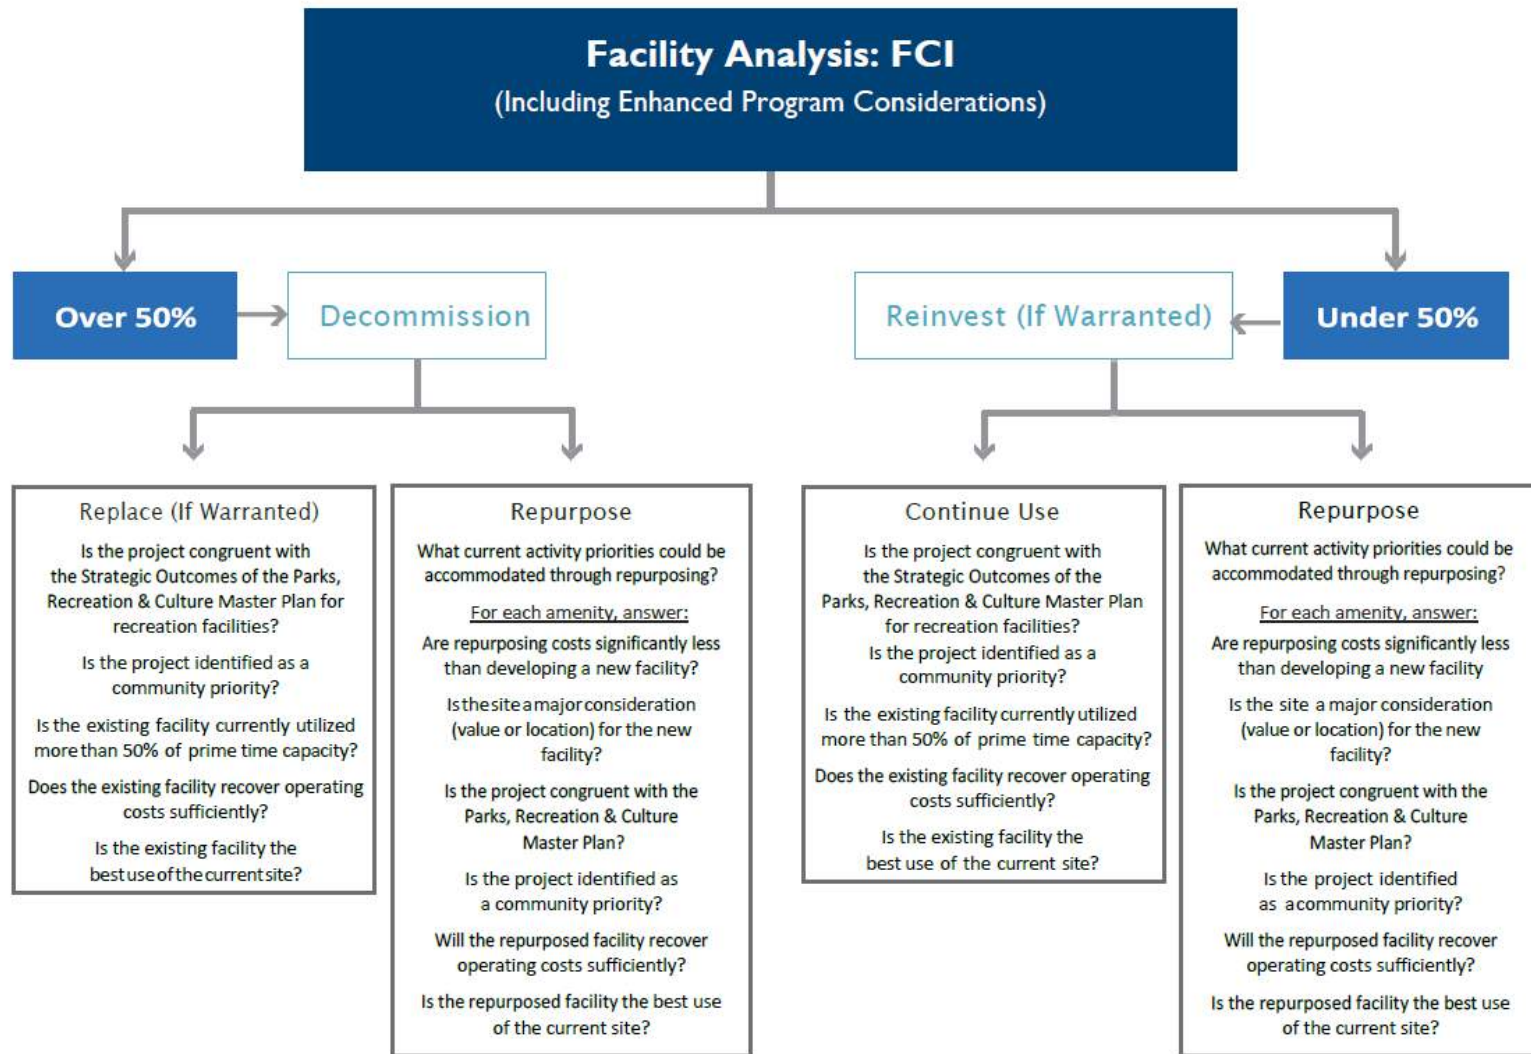 Facility Analysis: FCI
(Including Enhanced Program Considerations)
Over 50%
Decommission
Reinvest (If Warranted)
Under 50%
Replace (If Warranted)
Is the project congruent with
the Strategic Outcomes of the Parks,
Recreation & Culture Master Plan for
recreation facilities?
Is the project identified as a
community priority?
Is the existing facility currently utilized
more than 50% of prime time capacity?
Does the existing facility recover operating
costs sufficiently?
Is the existing facility the
best use of the current site?
Repurpose
What current activity priorities could be
accommodated through repurposing?
For each amenity, answer:
Are repurposing costs significantly less
than developing a new facility?
Is the site a major consideration
(value or location) for the new
facility?
Is the project congruent with the
Parks, Recreation & Culture
Master Plan?
Is the project identified as
a community priority?
Will the repurposed facility recover
operating costs sufficiently?
Is the repurposed facility the best use
of the current site?
Continue Use
Is the project congruent with
the Strategic Outcomes of the
Parks, Recreation & Culture Master Plan
for recreation facilities?
Is the project identified as a
community priority?
Is the existing facility currently utilized
more than 50% of prime time capacity?
Does the existing facility recover operating
costs sufficiently?
Is the existing facility the
best use of the current site?
Repurpose
What current activity priorities could be
accommodated through repurposing?
For each amenity, answer:
Are repurposing costs significantly less
than developing a new facility
Is the site a major consideration
(value or location) for the new
facility?
Is the project congruent with the
Parks, Recreation & Culture
Master Plan?
Is the project identified
as a community priority?
Will the repurposed facility recover
operating costs sufficiently?
Is the repurposed facility the best use
of the current site?